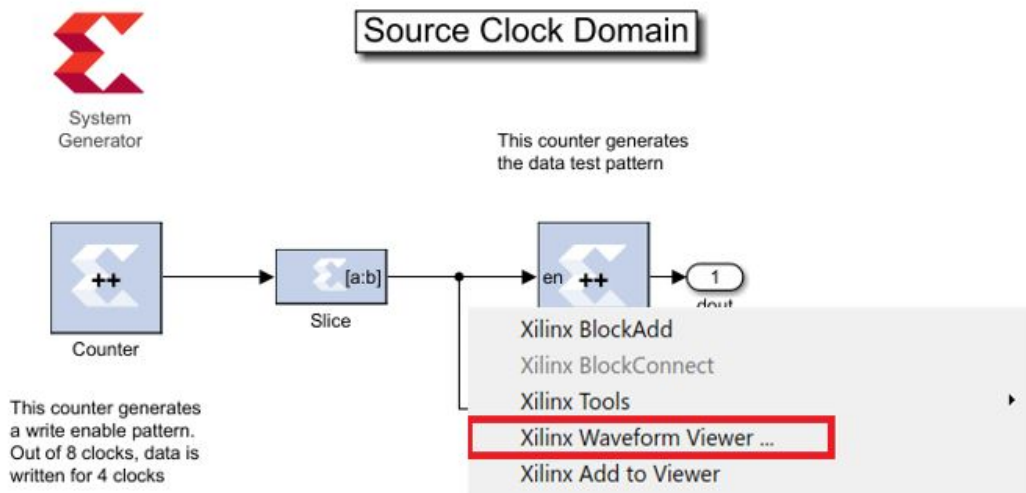 Source Clock Domain
System
Generator
This counter generates
the data test pattern
++
[a:b]
en ++
1
dout
Slice
Counter
This counter generates
a write enable pattern.
Out of 8 clocks, data is
written for 4 clocks
Xilinx BlockAdd
Xilinx BlockConnect
Xilinx Tools
Xilinx Waveform Viewer ...
Xilinx Add to Viewer